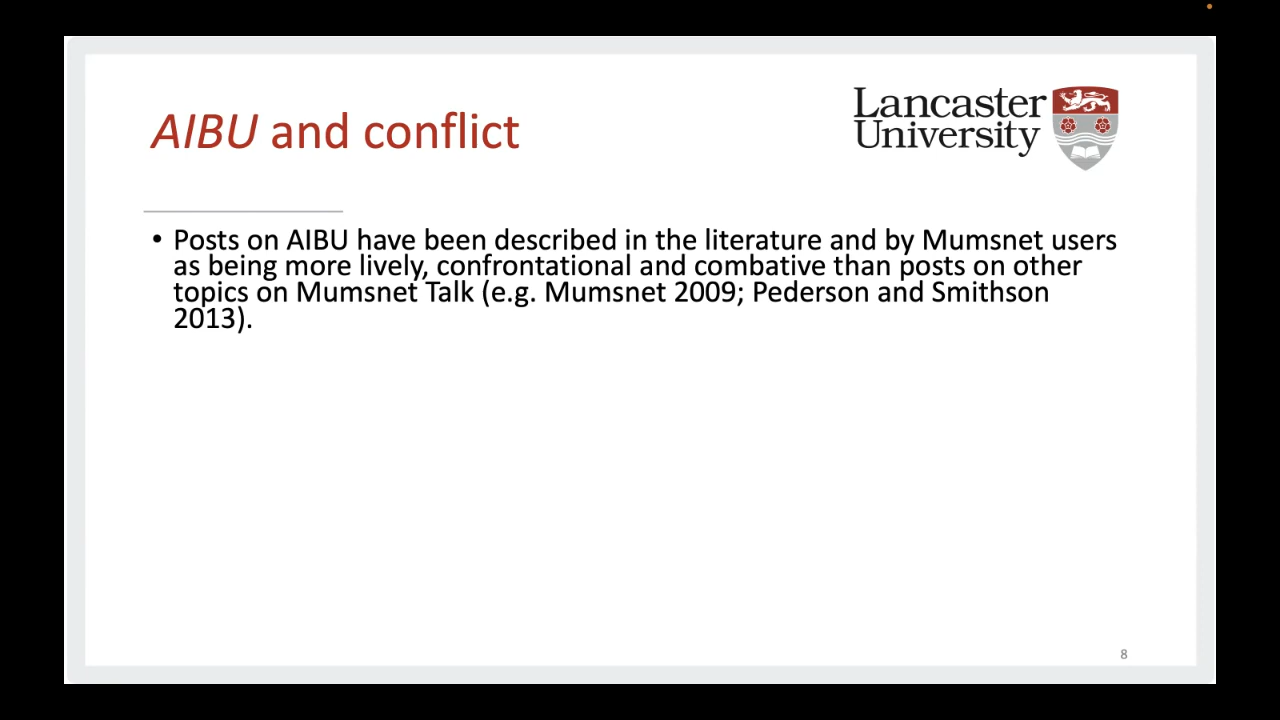 AIBU and conflict
Lancaster
University
• Posts on AIBU have been described in the literature and by Mumsnet users
as being more lively, confrontational and combative than posts on other
topics on Mumsnet Talk (e.g. Mumsnet 2009; Pederson and Smithson
2013).
8